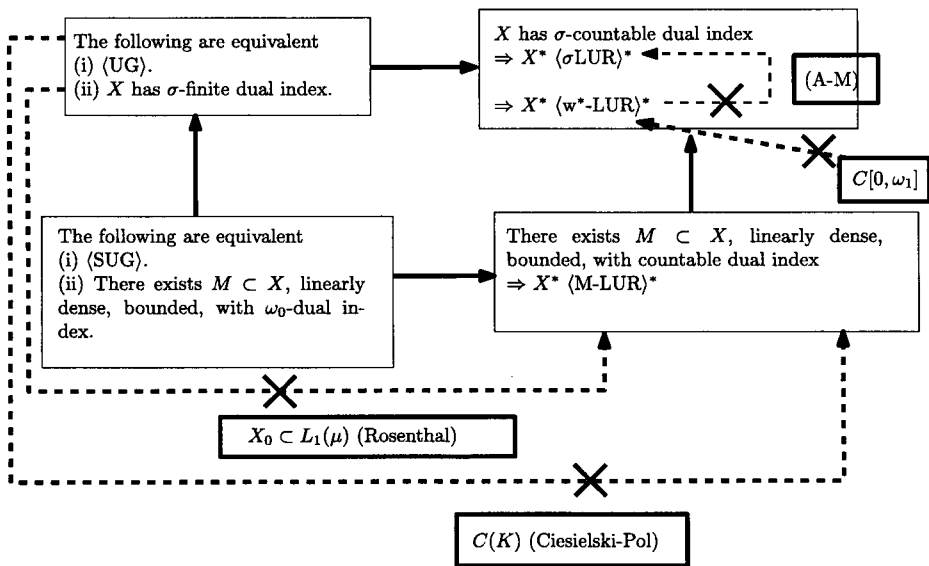 The following are equivalent
(i) ⟨UG⟩.
(ii) X has σ-finite dual index.
X has σ-countable dual index
⇒ X* ⟨σLUR⟩*
⇒ X* ⟨w*-LUR⟩*
(A-M)
C[0, ω₁]
The following are equivalent
(i) ⟨SUG⟩.
(ii) There exists M ⊂ X, linearly
dense, bounded, with ω₀-dual in-
dex.
There exists M ⊂ X, linearly dense,
bounded, with countable dual index
⇒ X* ⟨M-LUR⟩*
X₀ ⊂ L₁(μ) (Rosenthal)
C(K) (Ciesielski-Pol)